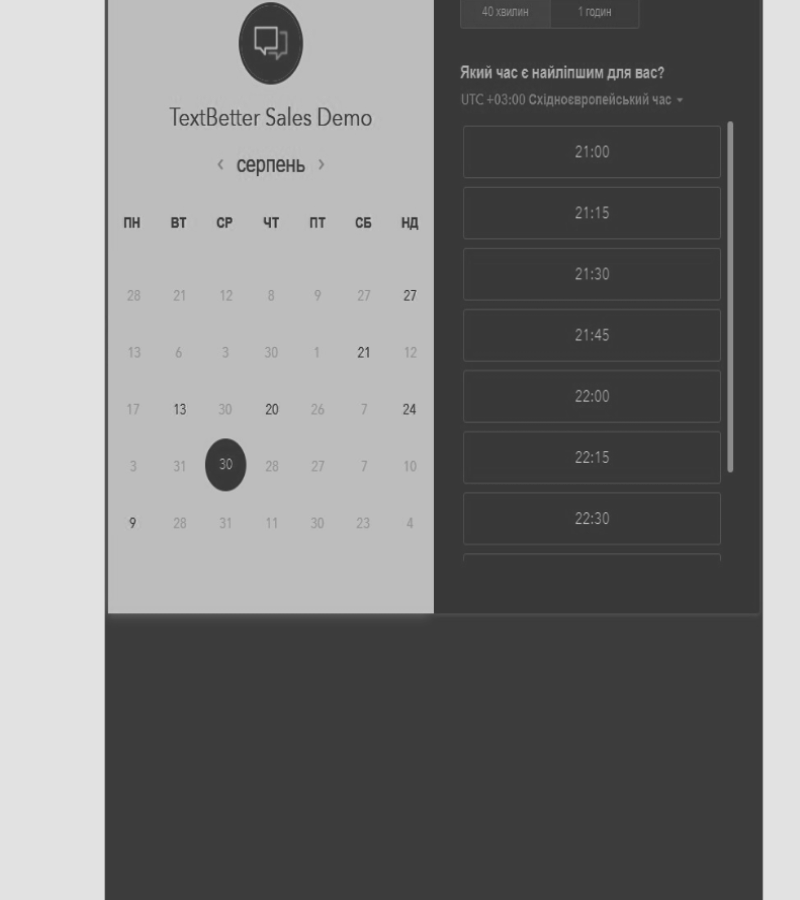 TextBetter Sales Demo
‹ серпень ›
ПН ВТ СР ЧТ ПТ СБ НД
28 21 12 8 9 27 27
13 6 3 30 1 21 12
17 13 30 20 26 7 24
3 31 30 28 27 7 10
9 28 31 11 30 23 4
40 хвилин 1 годин
Який час є найліпшим для вас?
UTC +03:00 Східноєвропейський час
21:00
21:15
21:30
21:45
22:00
22:15
22:30